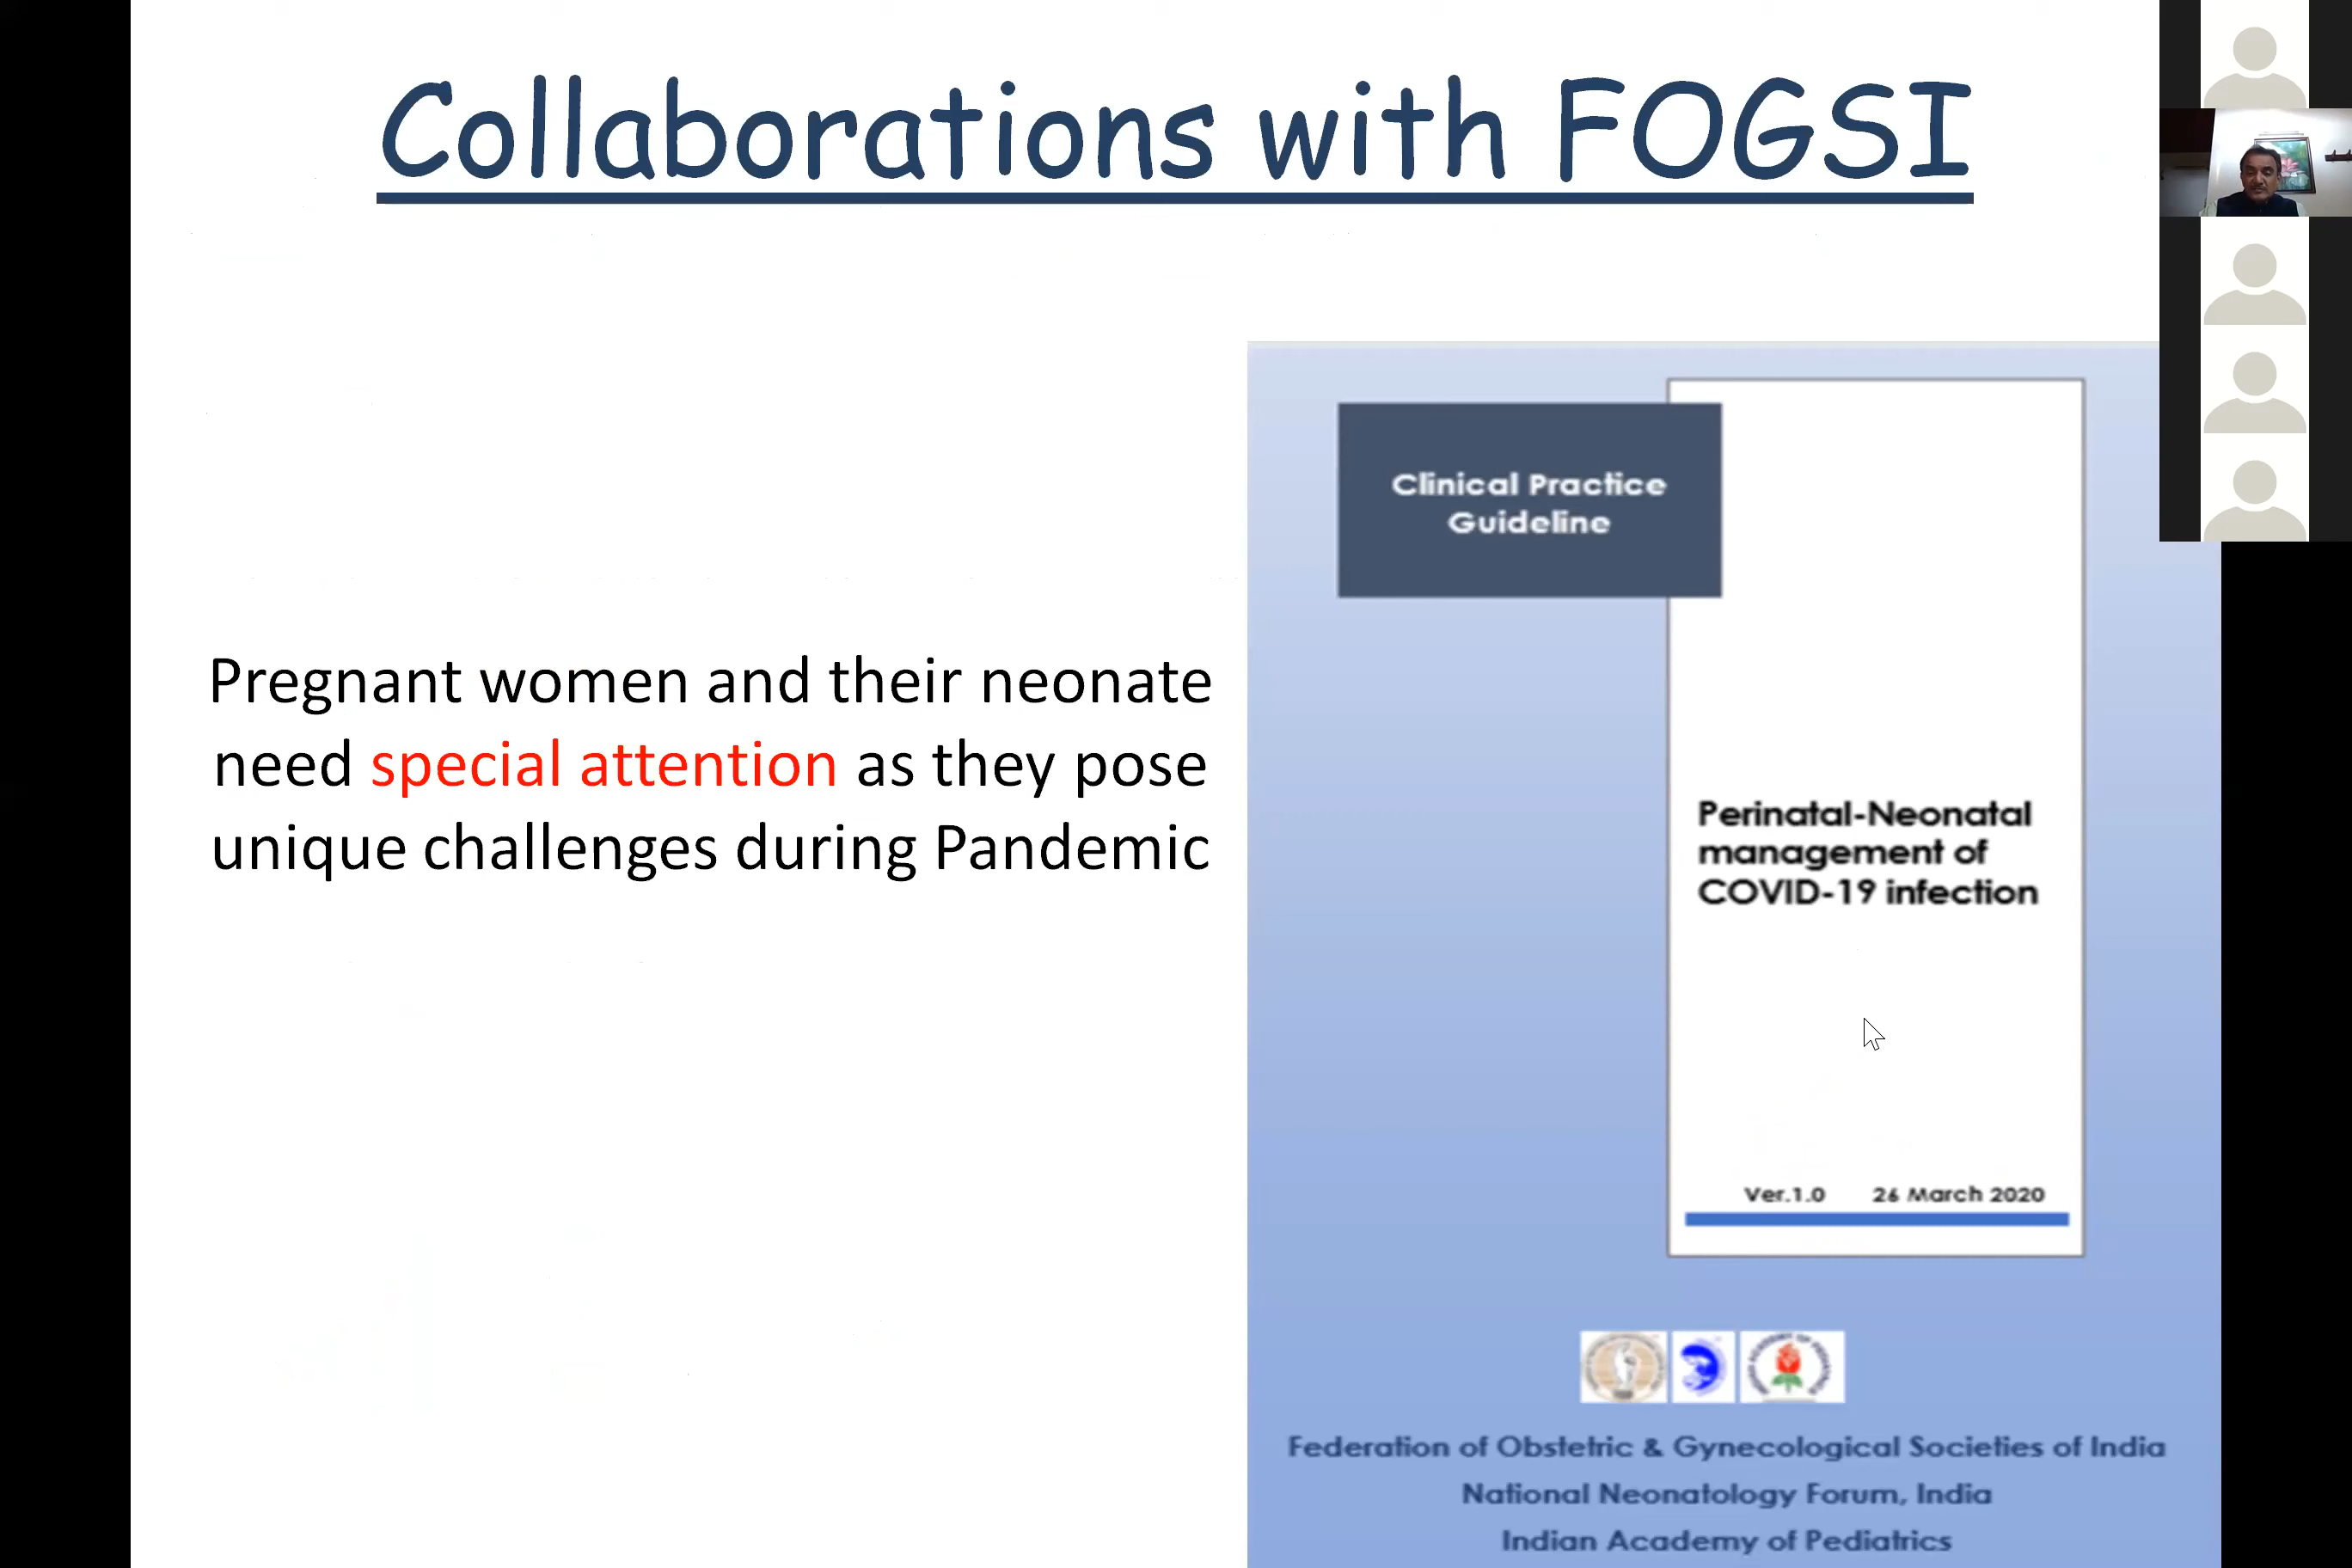 Collaborations with FOGSI
Pregnant women and their neonate
need special attention as they pose
unique challenges during Pandemic
Clinical Practice
Guideline
Perinatal-Neonatal
management of
COVID-19 infection
Ver.1.0 26 March 2020
Federation of Obstetric & Gynecological Societies of India
National Neonatology Forum, India
Indian Academy of Pediatrics